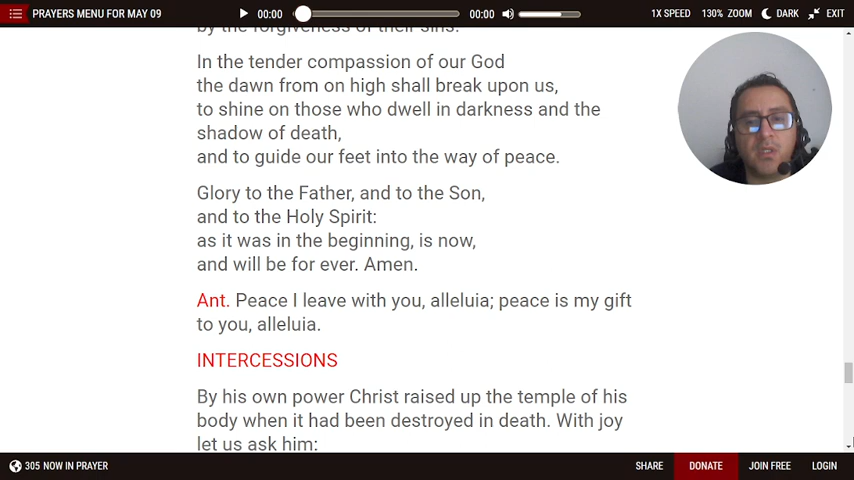 PRAYERS MENU FOR MAY 09
00:00
00:00
1X SPEED
130% ZOOM
DARK
EXIT
by the forgiveness of their sins.
In the tender compassion of our God
the dawn from on high shall break upon us,
to shine on those who dwell in darkness and the
shadow of death,
and to guide our feet into the way of peace.
Glory to the Father, and to the Son,
and to the Holy Spirit:
as it was in the beginning, is now,
and will be for ever. Amen.
Ant. Peace I leave with you, alleluia; peace is my gift
to you, alleluia.
INTERCESSIONS
By his own power Christ raised up the temple of his
body when it had been destroyed in death. With joy
let us ask him:
305 NOW IN PRAYER
SHARE
DONATE
JOIN FREE
LOGIN